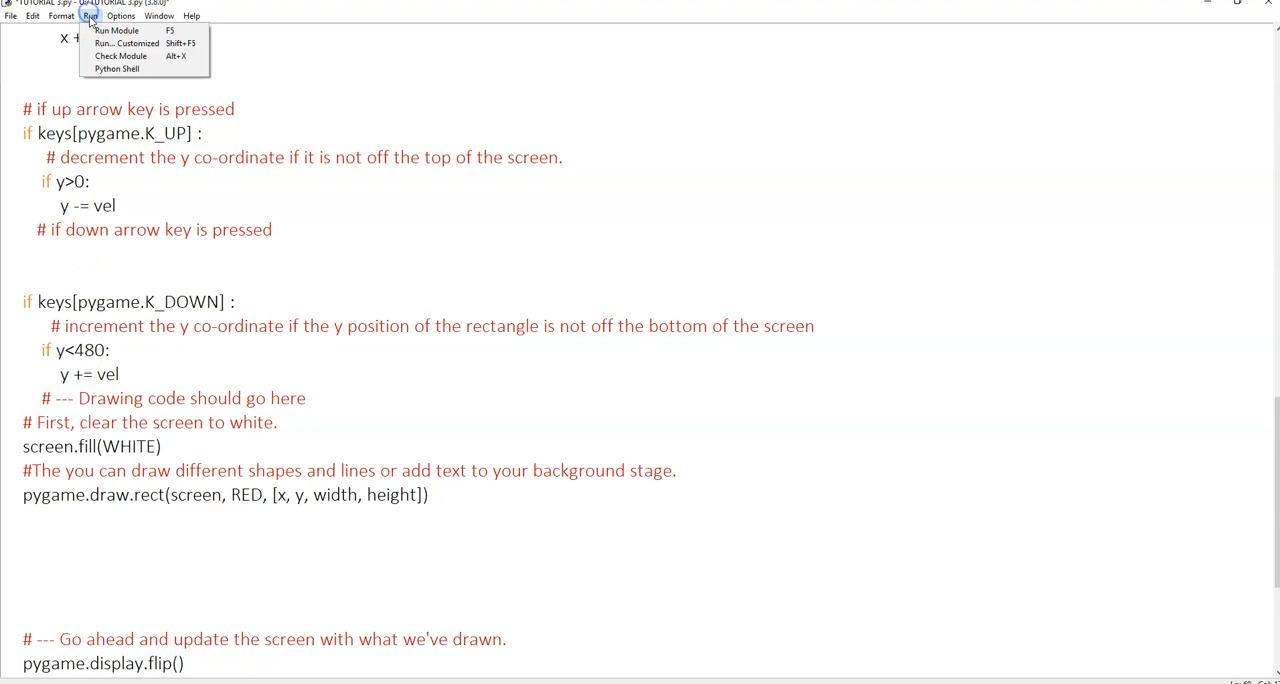 *TUTORIAL 3.py - D:/TUTORIAL 3.py (3.8.0)*
File Edit Format Run Options Window Help
Run Module F5
Run... Customized Shift+F5
Check Module Alt+X
Python Shell
x +
# if up arrow key is pressed
if keys[pygame.K_UP] :
# decrement the y co-ordinate if it is not off the top of the screen.
if y>0:
y -= vel
# if down arrow key is pressed
if keys[pygame.K_DOWN] :
# increment the y co-ordinate if the y position of the rectangle is not off the bottom of the screen
if y<480:
y += vel
# --- Drawing code should go here
# First, clear the screen to white.
screen.fill(WHITE)
#The you can draw different shapes and lines or add text to your background stage.
pygame.draw.rect(screen, RED, [x, y, width, height])
# --- Go ahead and update the screen with what we've drawn.
pygame.display.flip()